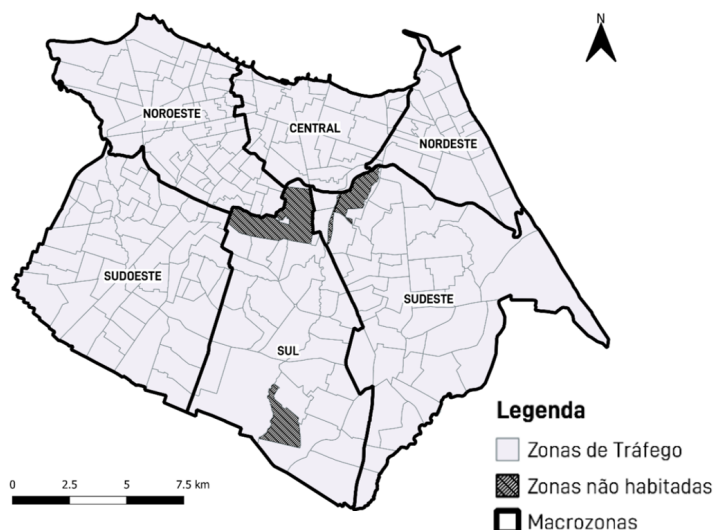 N
NOROESTE
CENTRAL
NORDESTE
SUDOESTE
SUDESTE
SUL
Legenda
Zonas de Tráfego
Zonas não habitadas
Macrozonas
0 2.5 5 7.5 km